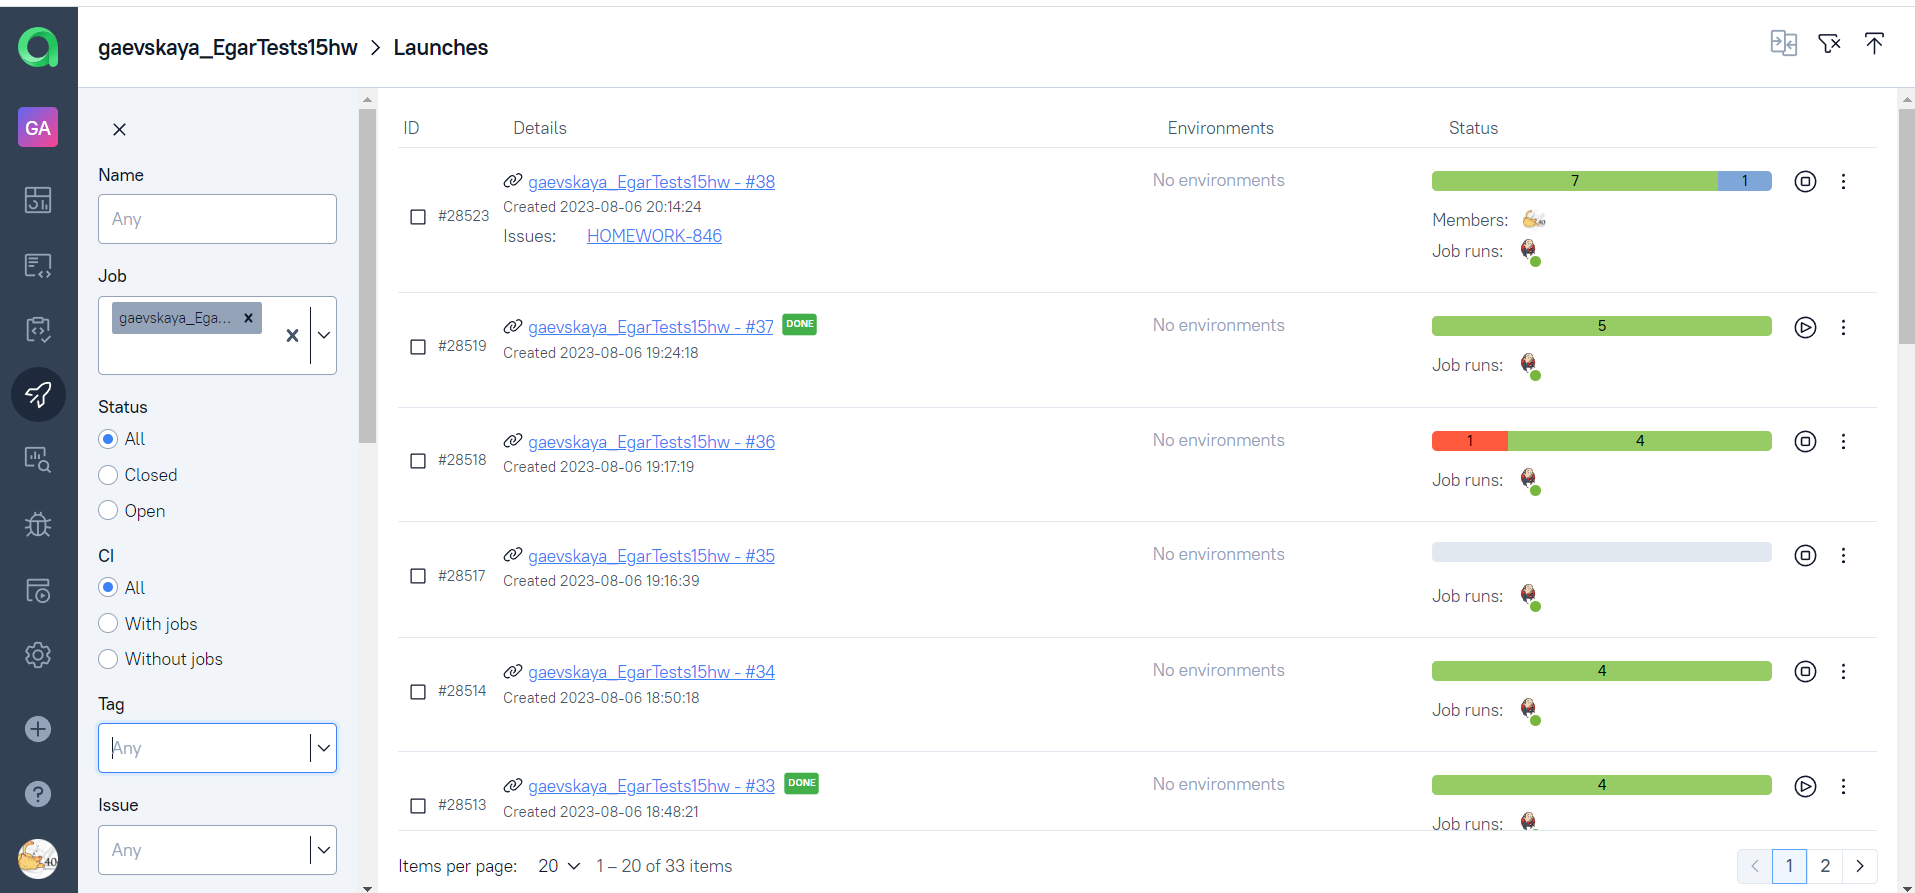 gaevskaya_EgarTests15hw > Launches
GA
Name
Any
Job
gaevskaya_Ega...
Status
All
Closed
Open
CI
All
With jobs
Without jobs
Tag
Any
Issue
Any
ID Details Environments Status
gaevskaya_EgarTests15hw - #38 No environments 7 1
#28523 Created 2023-08-06 20:14:24 Members:
Issues: HOMEWORK-846 Job runs:
gaevskaya_EgarTests15hw - #37 DONE No environments 5
#28519 Created 2023-08-06 19:24:18 Job runs:
gaevskaya_EgarTests15hw - #36 No environments 1 4
#28518 Created 2023-08-06 19:17:19 Job runs:
gaevskaya_EgarTests15hw - #35 No environments
#28517 Created 2023-08-06 19:16:39 Job runs:
gaevskaya_EgarTests15hw - #34 No environments 4
#28514 Created 2023-08-06 18:50:18 Job runs:
gaevskaya_EgarTests15hw - #33 DONE No environments 4
#28513 Created 2023-08-06 18:48:21 Job runs:
Items per page: 20 1 – 20 of 33 items 1 2
40